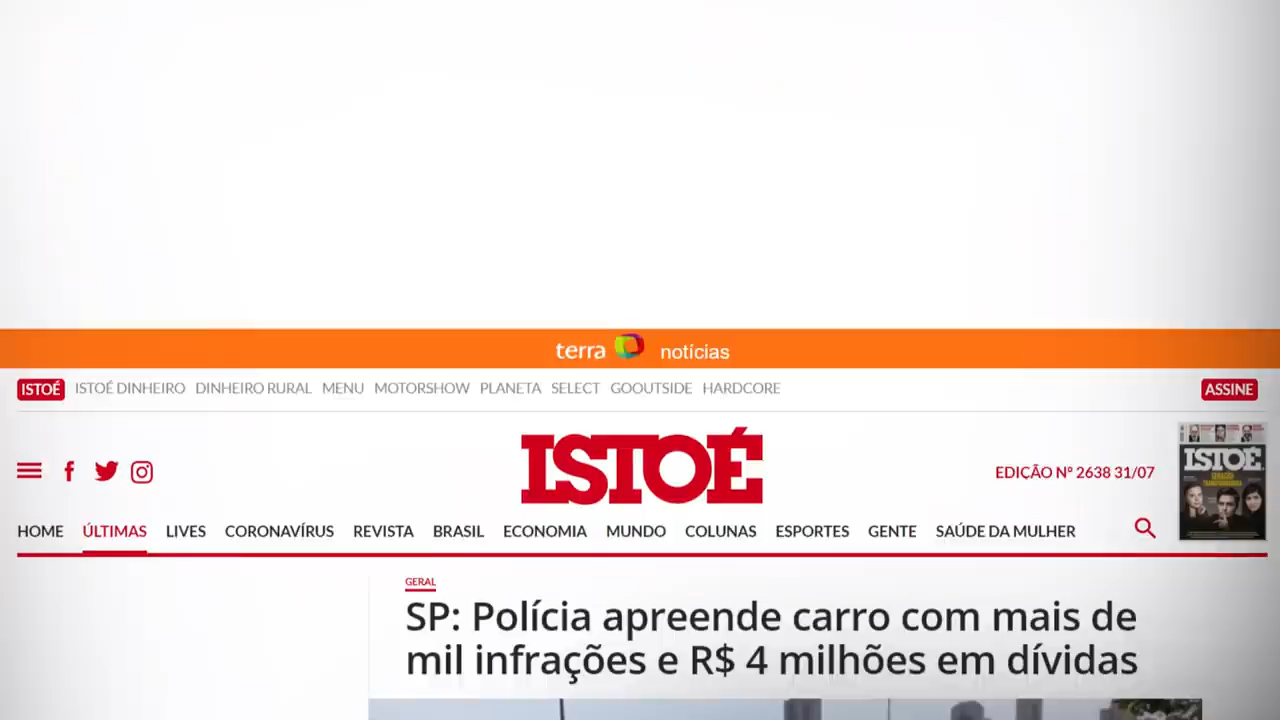 terra notícias
ISTOÉ ISTOÉ DINHEIRO DINHEIRO RURAL MENU MOTORSHOW PLANETA SELECT GOOUTSIDE HARDCORE ASSINE
ISTOÉ
EDIÇÃO Nº 2638 31/07
ISTOÉ
HOME ÚLTIMAS LIVES CORONAVÍRUS REVISTA BRASIL ECONOMIA MUNDO COLUNAS ESPORTES GENTE SAÚDE DA MULHER
GERAL
SP: Polícia apreende carro com mais de
mil infrações e R$ 4 milhões em dívidas